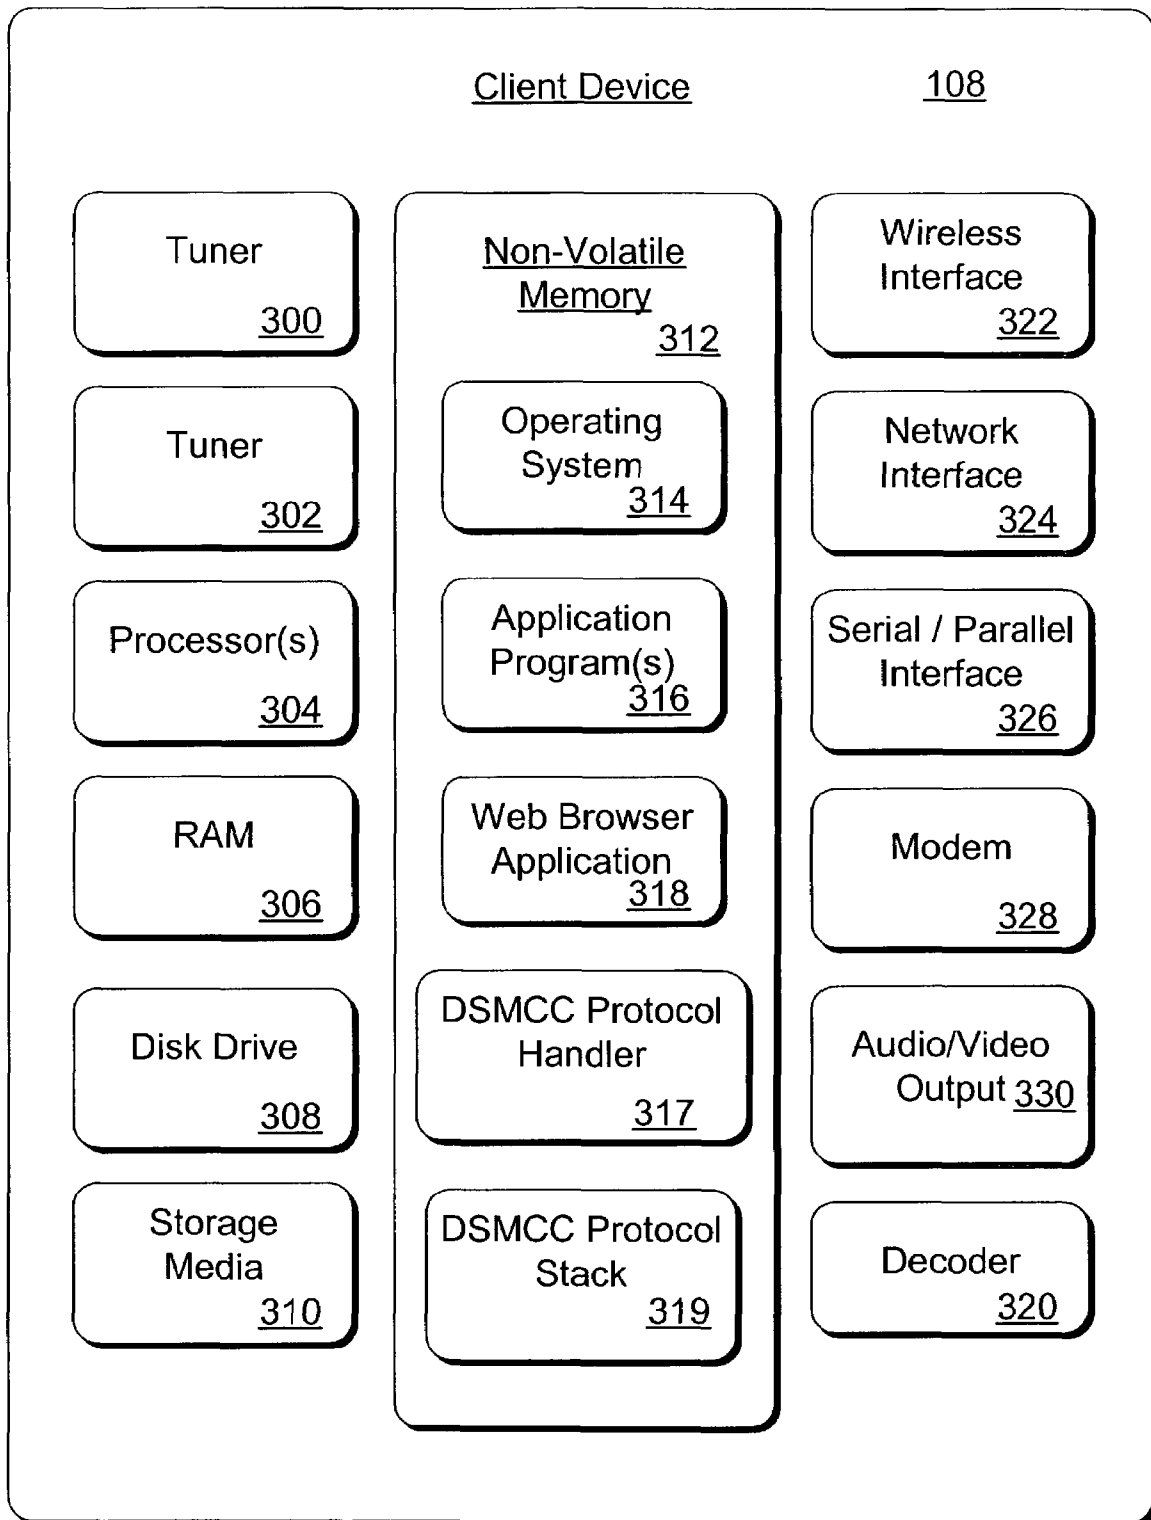 Client Device 108
Tuner
300
Tuner
302
Processor(s)
304
RAM
306
Disk Drive
308
Storage
Media
310
Non-Volatile
Memory
312
Operating
System
314
Application
Program(s)
316
Web Browser
Application
318
DSMCC Protocol
Handler
317
DSMCC Protocol
Stack
319
Wireless
Interface
322
Network
Interface
324
Serial / Parallel
Interface
326
Modem
328
Audio/Video
Output 330
Decoder
320